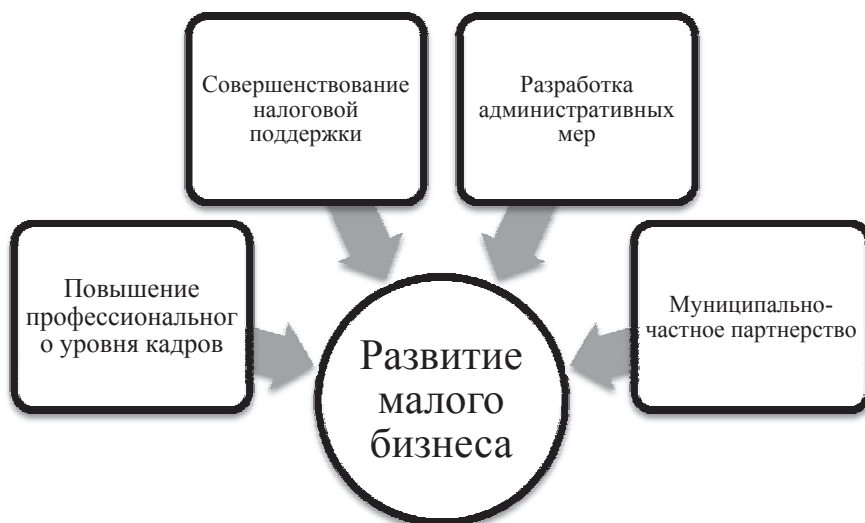 Совершенствование
налоговой
поддержки
Разработка
административных
мер
Повышение
профессиональног
о уровня кадров
Муниципально-
частное партнерство
Развитие
малого
бизнеса